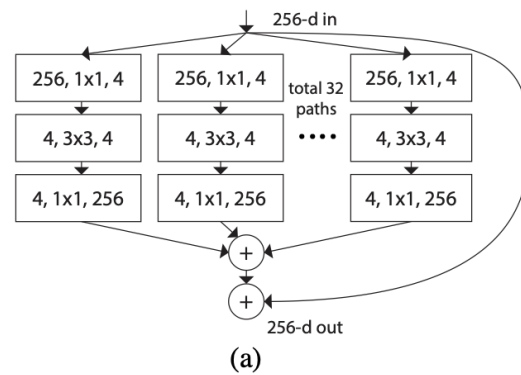 256-d in
256, 1x1, 4
256, 1x1, 4
256, 1x1, 4
total 32
paths
4, 3x3, 4
4, 3x3, 4
4, 3x3, 4
4, 1x1, 256
4, 1x1, 256
4, 1x1, 256
+
+
256-d out
(a)